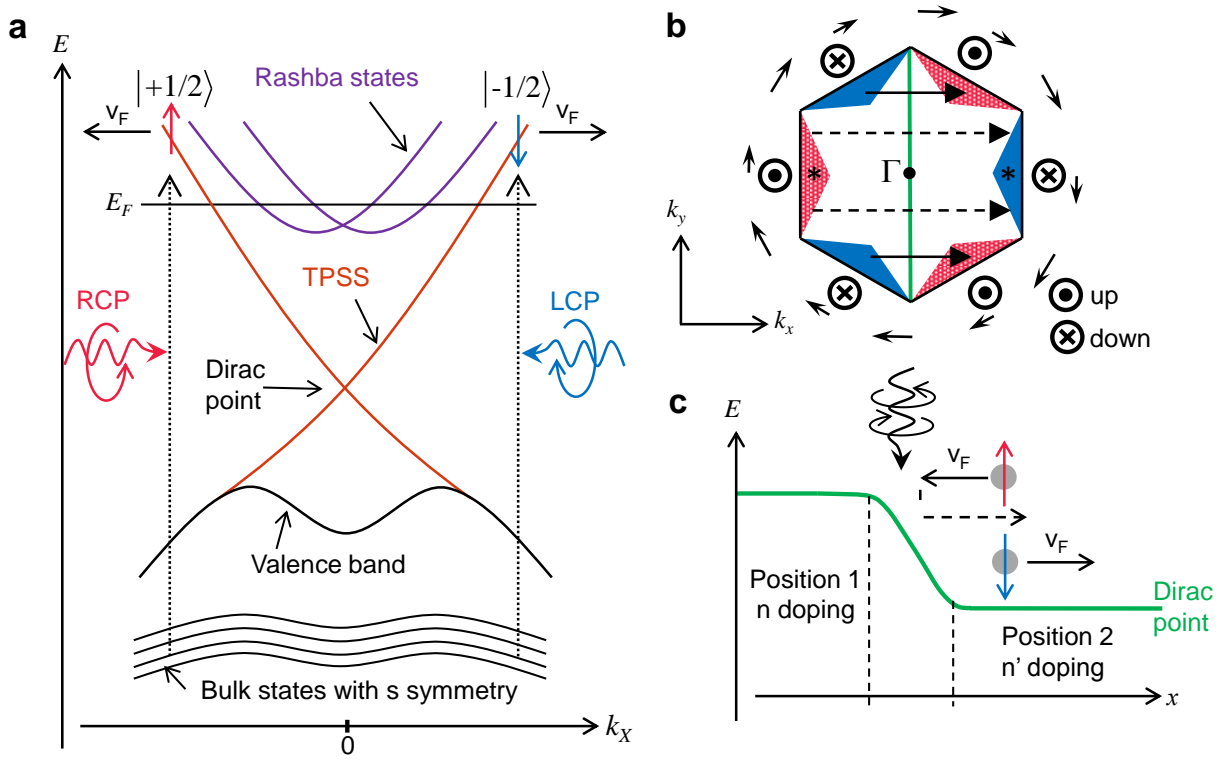 a
E
|+1/2⟩
Rashba states
|-1/2⟩
v_F
v_F
E_F
TPSS
RCP
LCP
Dirac
point
Valence band
Bulk states with s symmetry
0
k_X
b
Γ
*
*
k_y
k_x
up
down
c
E
v_F
v_F
Position 1
n doping
Position 2
n' doping
Dirac
point
x